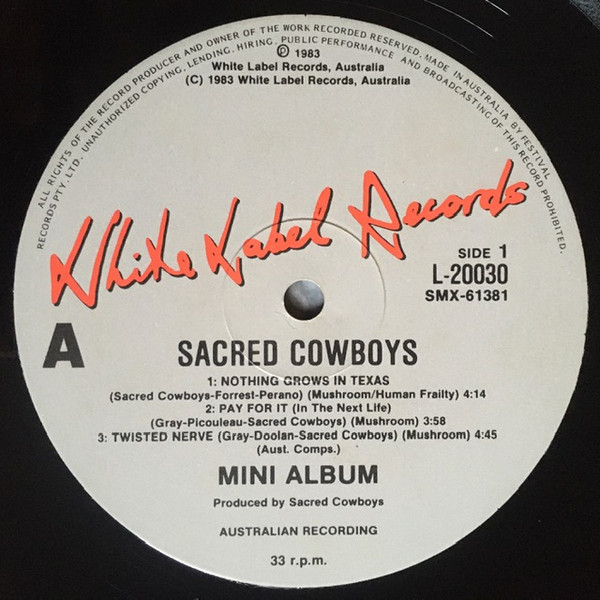 ALL RIGHTS OF THE RECORD PRODUCER AND OWNER OF THE WORK RECORDED RESERVED. MADE IN AUSTRALIA BY FESTIVAL
RECORDS PTY. LTD. UNAUTHORIZED COPYING, LENDING, HIRING, PUBLIC PERFORMANCE AND BROADCASTING OF THIS RECORD PROHIBITED.
Ⓟ 1983
White Label Records, Australia
(C) 1983 White Label Records, Australia
White Label Records
SIDE 1
L-20030
SMX-61381
A
SACRED COWBOYS
1: NOTHING GROWS IN TEXAS
(Sacred Cowboys-Forrest-Perano) (Mushroom/Human Frailty) 4:14
2: PAY FOR IT (In The Next Life)
(Gray-Picouleau-Sacred Cowboys) (Mushroom) 3:58
3: TWISTED NERVE (Gray-Doolan-Sacred Cowboys) (Mushroom) 4:45
(Aust. Comps.)
MINI ALBUM
Produced by Sacred Cowboys
AUSTRALIAN RECORDING
33 r.p.m.